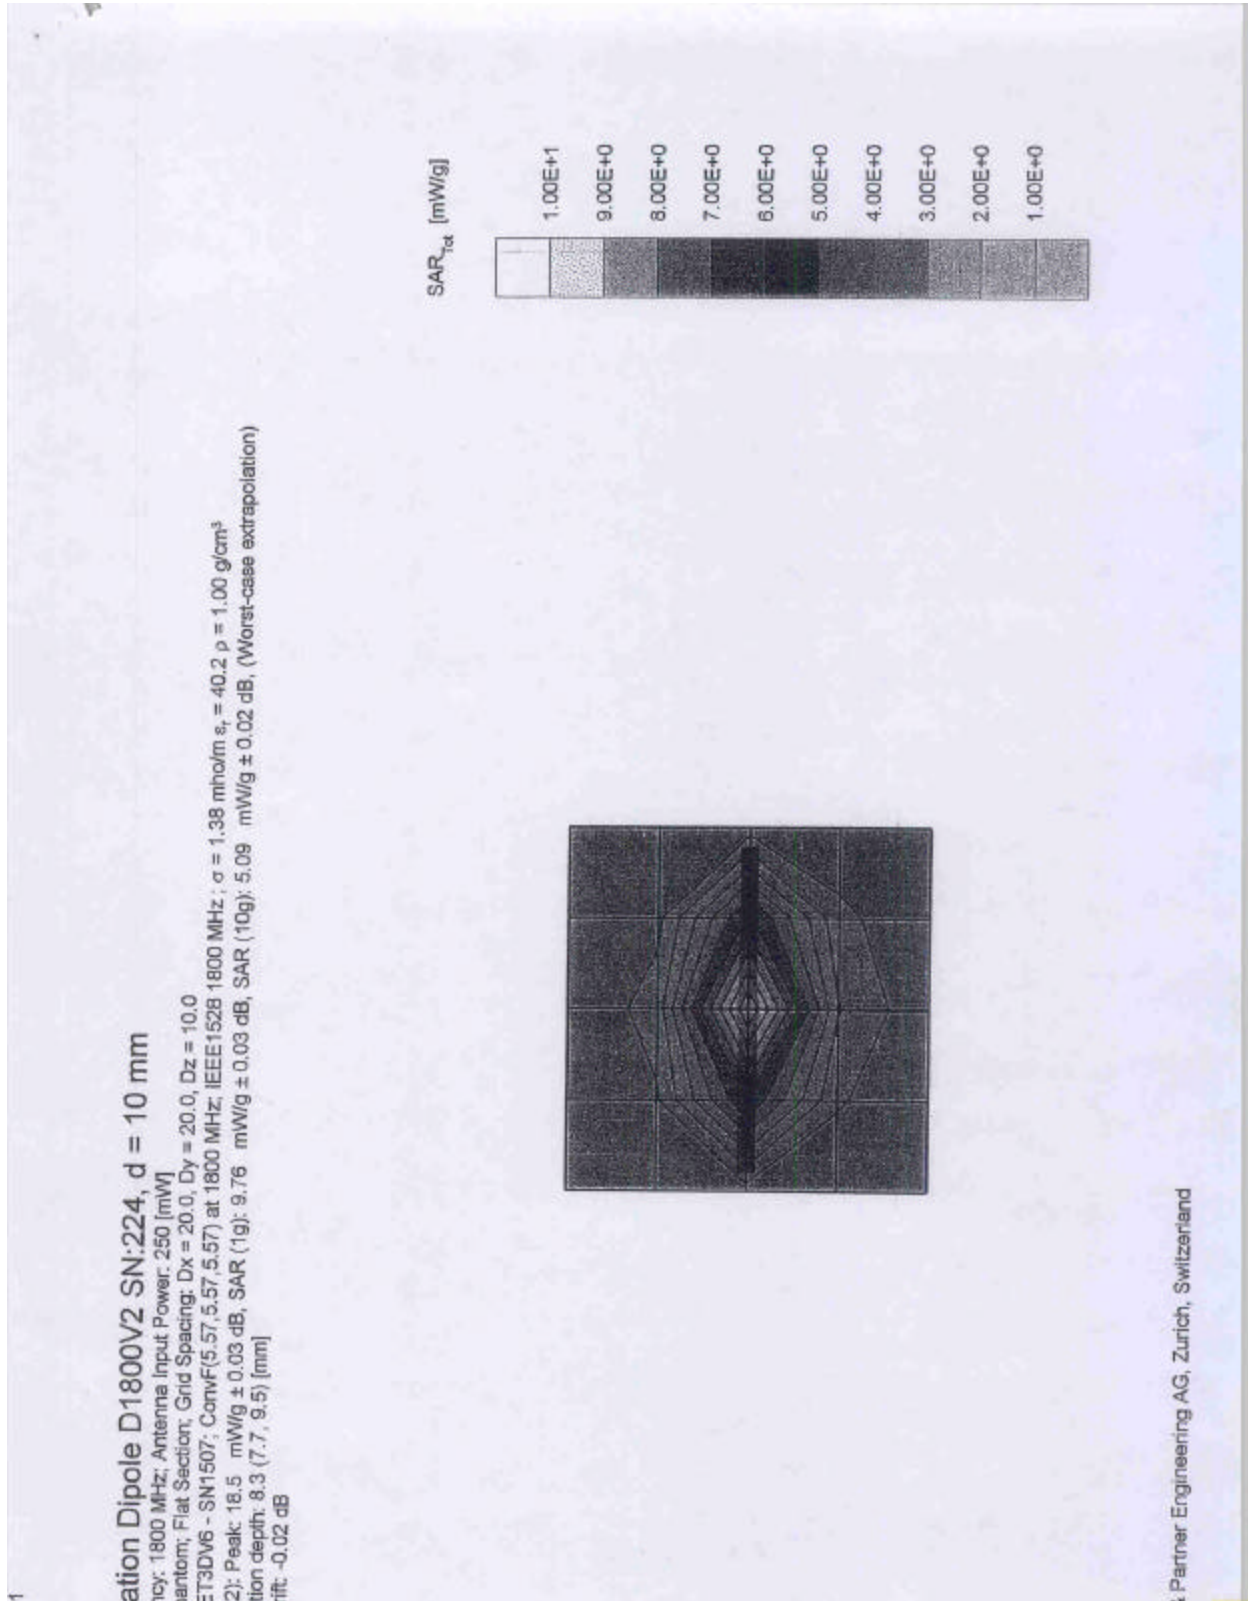 1
ation Dipole D1800V2 SN:224, d = 10 mm
ncy: 1800 MHz; Antenna Input Power: 250 [mW]
antom; Flat Section; Grid Spacing: Dx = 20.0, Dy = 20.0, Dz = 10.0
ET3DV6 - SN1507; ConvF(5.57,5.57,5.57) at 1800 MHz; IEEE1528 1800 MHz; σ = 1.38 mho/m εr = 40.2 ρ = 1.00 g/cm³
2): Peak: 18.5 mW/g ± 0.03 dB, SAR (1g): 9.76 mW/g ± 0.03 dB, SAR (10g): 5.09 mW/g ± 0.02 dB, (Worst-case extrapolation)
tion depth: 8.3 (7.7, 9.5) [mm]
rift: -0.02 dB
SARTot [mW/g]
1.00E+1
9.00E+0
8.00E+0
7.00E+0
6.00E+0
5.00E+0
4.00E+0
3.00E+0
2.00E+0
1.00E+0
& Partner Engineering AG, Zurich, Switzerland